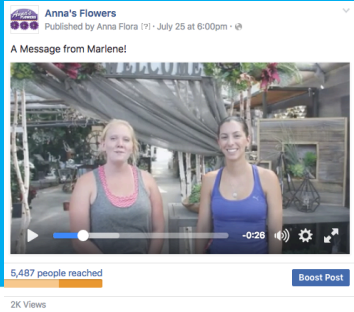 Anna's Flowers
Published by Anna Flora [?] · July 25 at 6:00pm ·
A Message from Marlene!
WELCOME
-0:26
5,487 people reached
Boost Post
2K Views